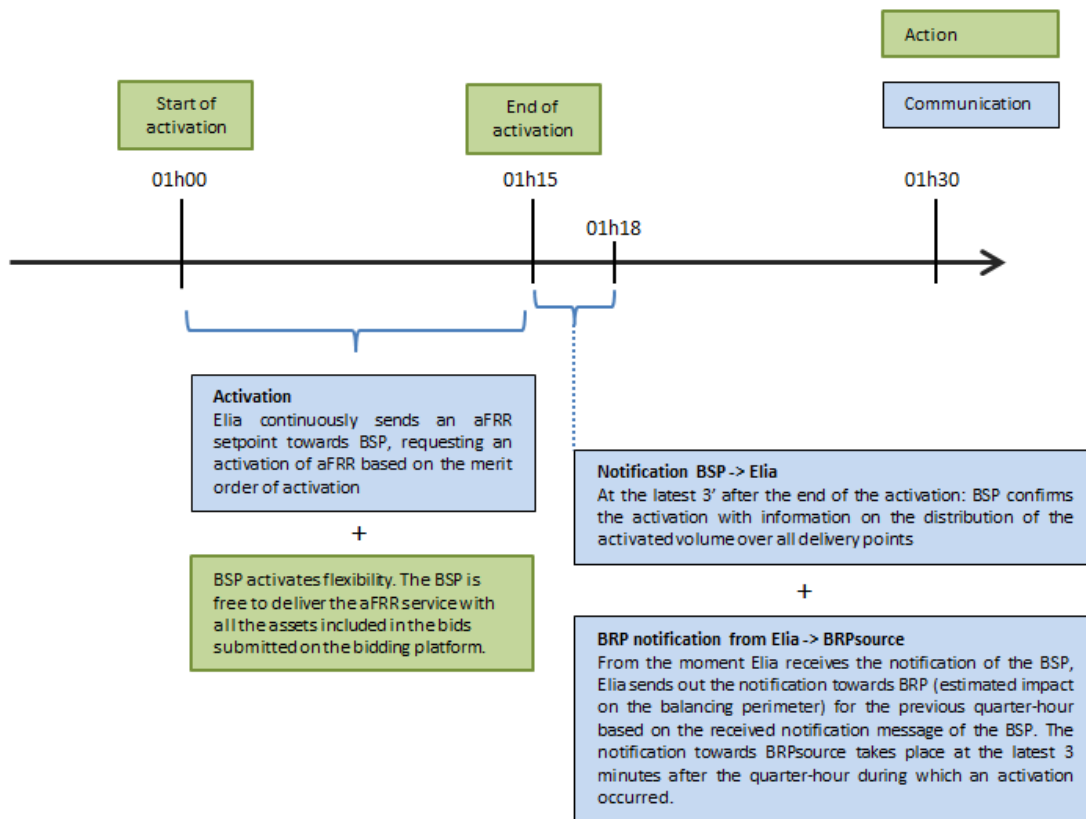 Action
Communication
Start of
activation
End of
activation
01h00
01h15
01h30
01h18
Activation
Elia continuously sends an aFRR
setpoint towards BSP, requesting an
activation of aFRR based on the merit
order of activation
+
BSP activates flexibility. The BSP is
free to deliver the aFRR service with
all the assets included in the bids
submitted on the bidding platform.
Notification BSP -> Elia
At the latest 3' after the end of the activation: BSP confirms
the activation with information on the distribution of the
activated volume over all delivery points
+
BRP notification from Elia -> BRPsource
From the moment Elia receives the notification of the BSP,
Elia sends out the notification towards BRP (estimated impact
on the balancing perimeter) for the previous quarter-hour
based on the received notification message of the BSP. The
notification towards BRPsource takes place at the latest 3
minutes after the quarter-hour during which an activation
occurred.